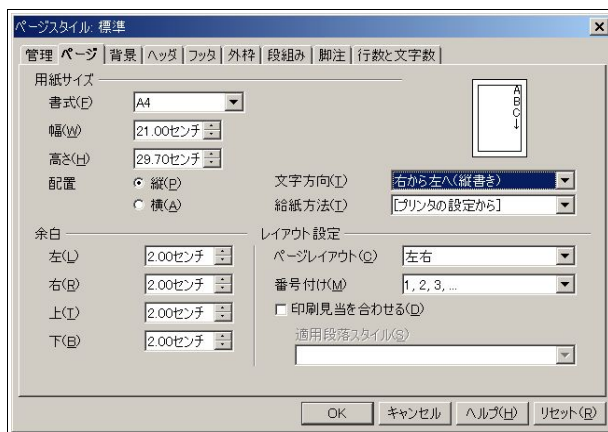 ページスタイル: 標準
管理 ページ 背景 ヘッダ フッタ 外枠 段組み 脚注 行数と文字数
用紙サイズ
書式(F) A4
幅(W) 21.00センチ
高さ(H) 29.70センチ
配置 縦(P)
横(A)
A
B
C
文字方向(I) 右から左へ(縦書き)
給紙方法(T) [プリンタの設定から]
余白
左(L) 2.00センチ
右(R) 2.00センチ
上(T) 2.00センチ
下(B) 2.00センチ
レイアウト設定
ページレイアウト(C) 左右
番号付け(M) 1, 2, 3, ...
印刷見当を合わせる(D)
適用段落スタイル(S)
OK キャンセル ヘルプ(H) リセット(R)